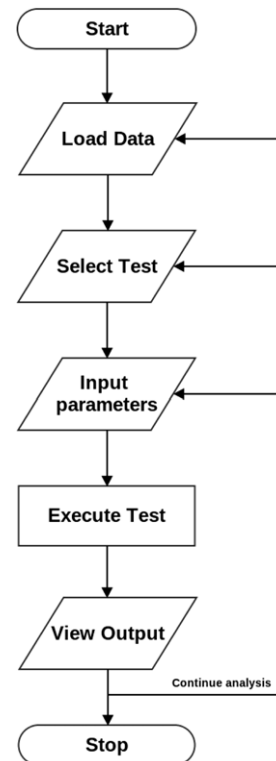 Start
Load Data
Select Test
Input
parameters
Execute Test
View Output
Continue analysis
Stop